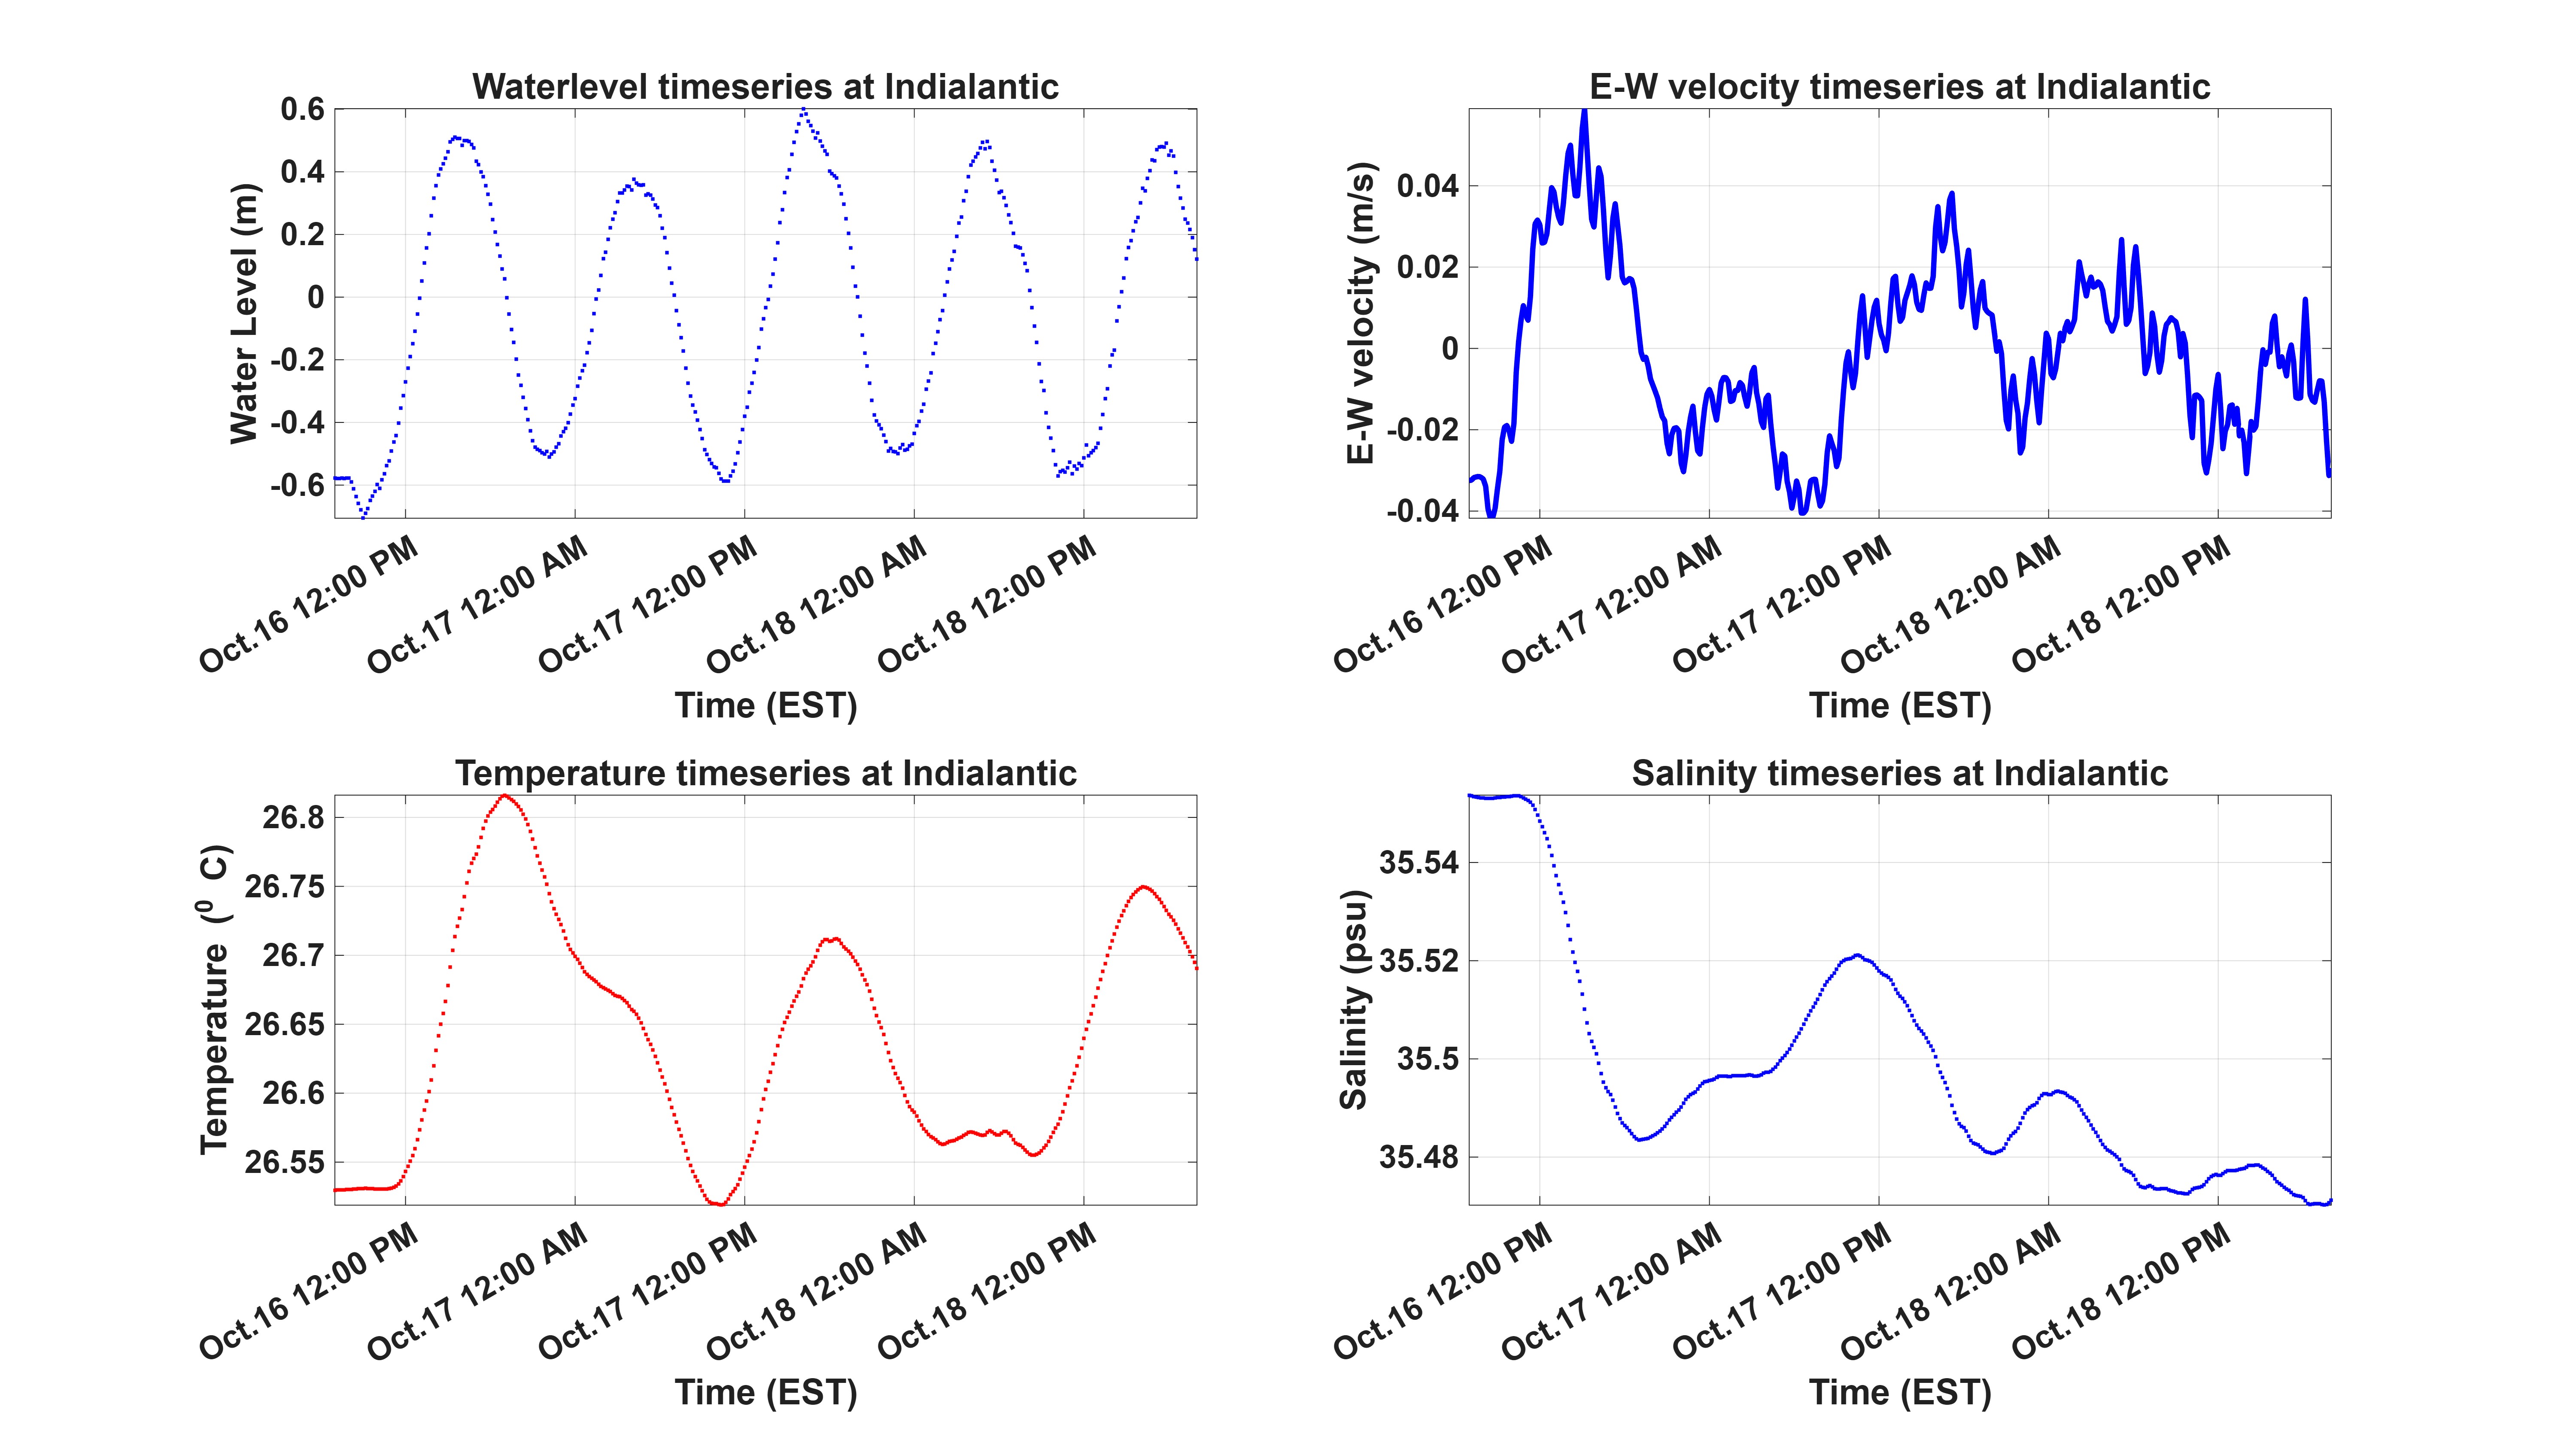 Waterlevel timeseries at Indialantic
Water Level (m)
0.6
0.4
0.2
0
-0.2
-0.4
-0.6
Oct.16 12:00 PM
Oct.17 12:00 AM
Oct.17 12:00 PM
Oct.18 12:00 AM
Oct.18 12:00 PM
Time (EST)
E-W velocity timeseries at Indialantic
E-W velocity (m/s)
0.04
0.02
0
-0.02
-0.04
Oct.16 12:00 PM
Oct.17 12:00 AM
Oct.17 12:00 PM
Oct.18 12:00 AM
Oct.18 12:00 PM
Time (EST)
Temperature timeseries at Indialantic
Temperature (⁰ C)
26.8
26.75
26.7
26.65
26.6
26.55
Oct.16 12:00 PM
Oct.17 12:00 AM
Oct.17 12:00 PM
Oct.18 12:00 AM
Oct.18 12:00 PM
Time (EST)
Salinity timeseries at Indialantic
Salinity (psu)
35.54
35.52
35.5
35.48
Oct.16 12:00 PM
Oct.17 12:00 AM
Oct.17 12:00 PM
Oct.18 12:00 AM
Oct.18 12:00 PM
Time (EST)